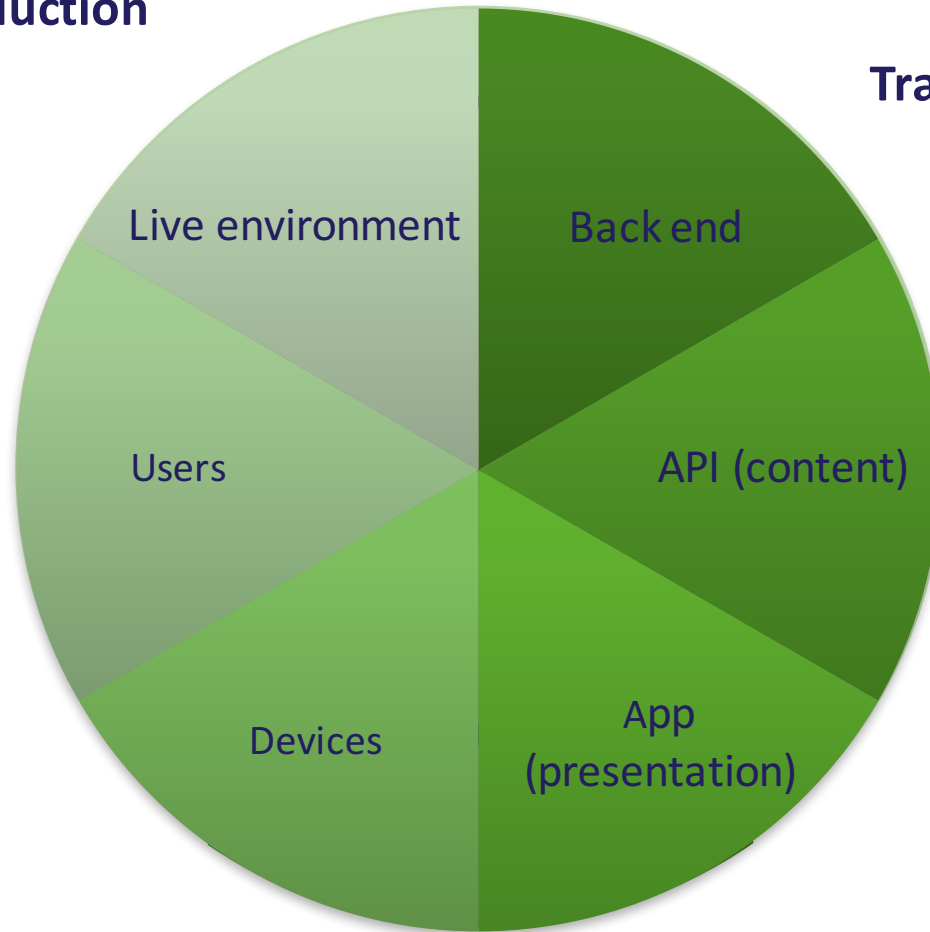 uction
Tra
Live environment
Back end
Users
API (content)
Devices
App
(presentation)